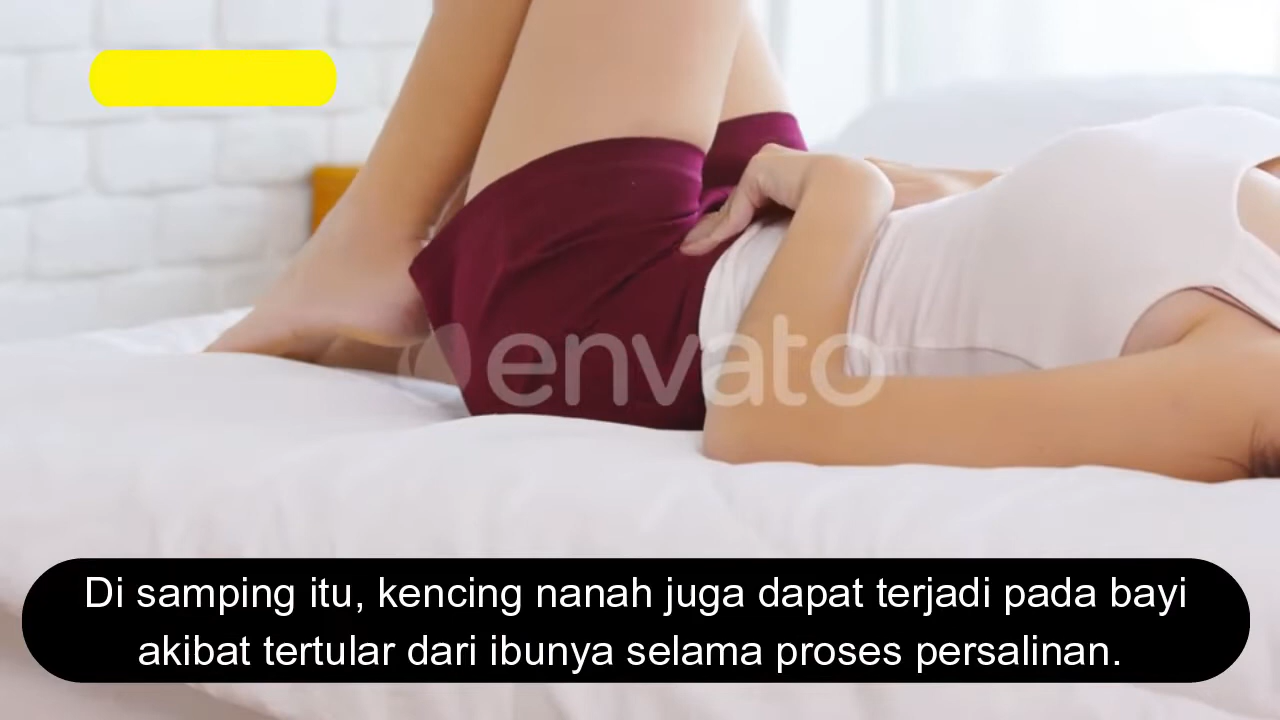 envato
Di samping itu, kencing nanah juga dapat terjadi pada bayi
akibat tertular dari ibunya selama proses persalinan.